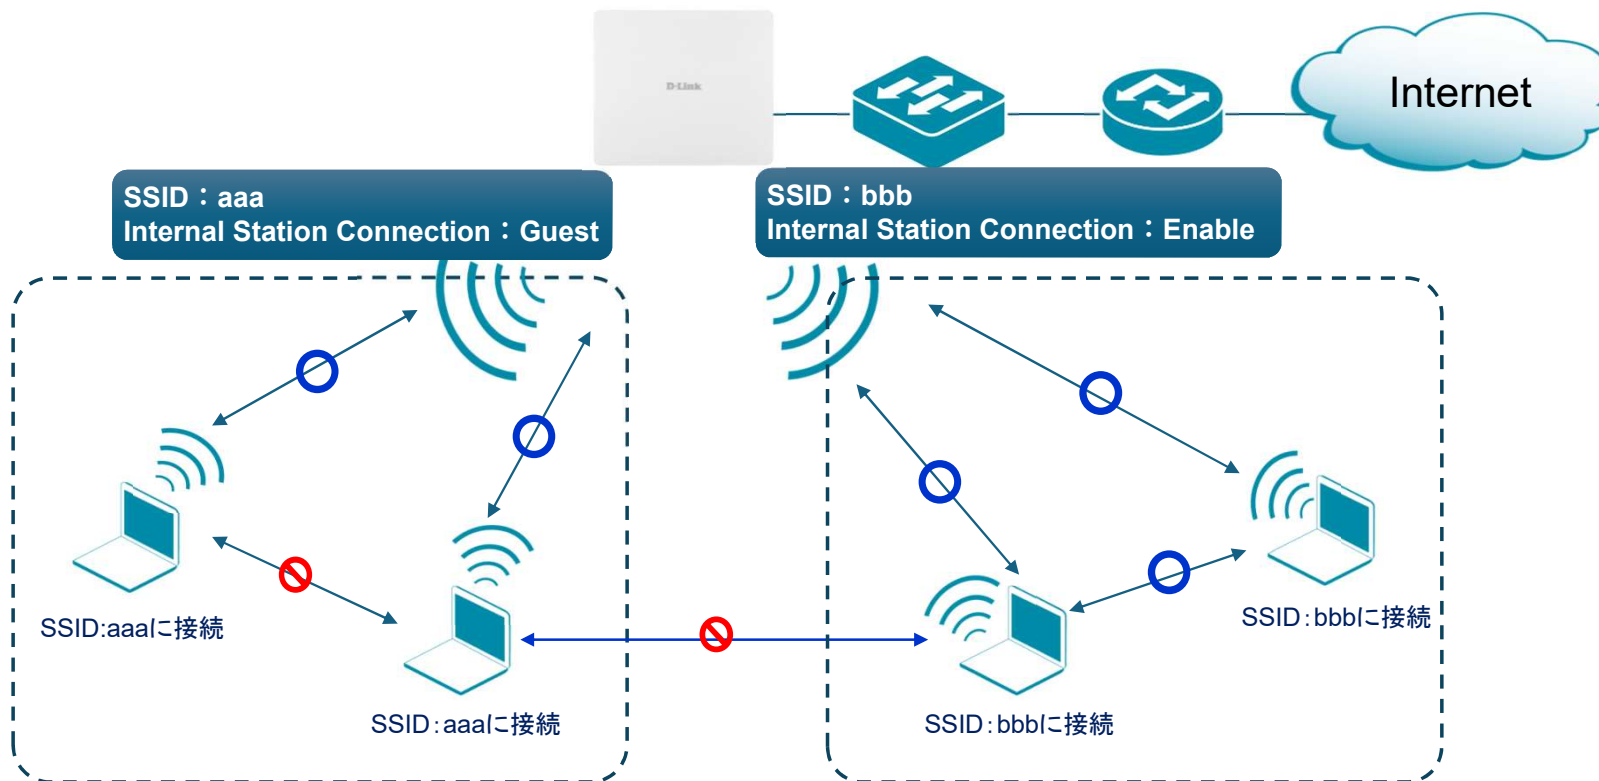 D-Link
Internet
SSID：aaa
Internal Station Connection：Guest
SSID：bbb
Internal Station Connection：Enable
SSID:aaaに接続
SSID：aaaに接続
SSID：bbbに接続
SSID：bbbに接続